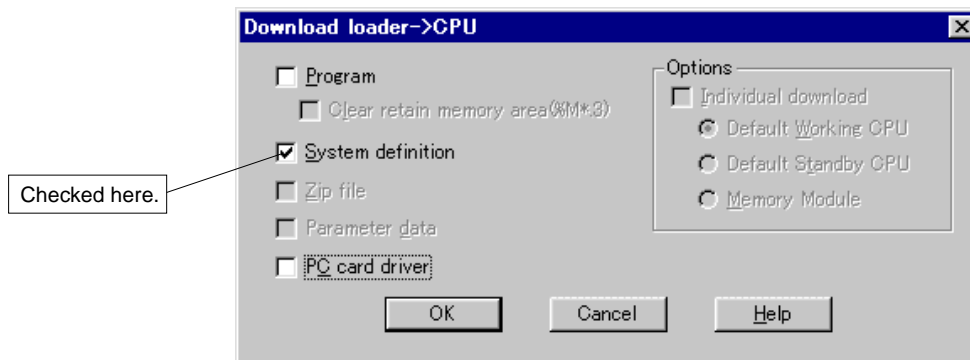 Download loader->CPU
Program
Clear retain memory area(%M*.3)
System definition
Zip file
Parameter data
PC card driver
Options
Individual download
Default Working CPU
Default Standby CPU
Memory Module
Checked here.
OK
Cancel
Help